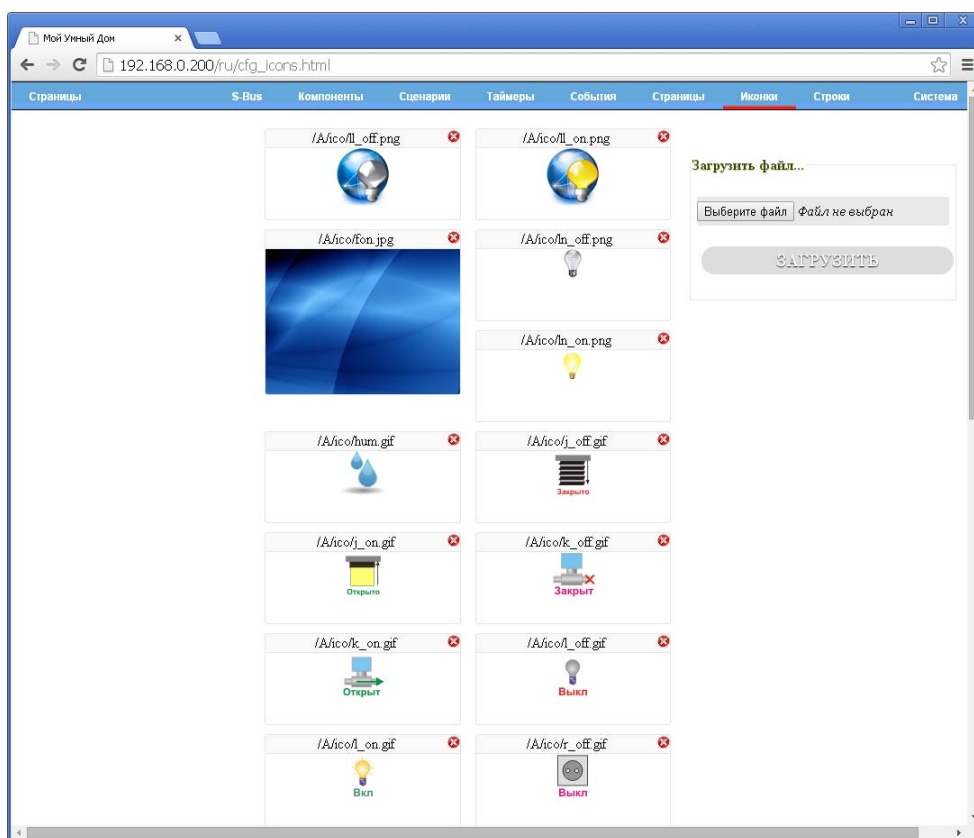 Мой Умный Дом
192.168.0.200/ru/cfg_icons.html
Страницы S-Bus Компоненты Сценарии Таймеры События Страницы Иконки Строки Система
/A/ico/ll_off.png /A/ico/ll_on.png
Загрузить файл...
Выберите файл Файл не выбран
ЗАГРУЗИТЬ
/A/ico/fon.jpg /A/ico/ln_off.png
/A/ico/ln_on.png
/A/ico/hum.gif /A/ico/j_off.gif
Закрыто
/A/ico/j_on.gif /A/ico/k_off.gif
Открыто Закрыт
/A/ico/k_on.gif /A/ico/l_off.gif
Открыт Выкл
/A/ico/l_on.gif /A/ico/r_off.gif
Вкл Выкл